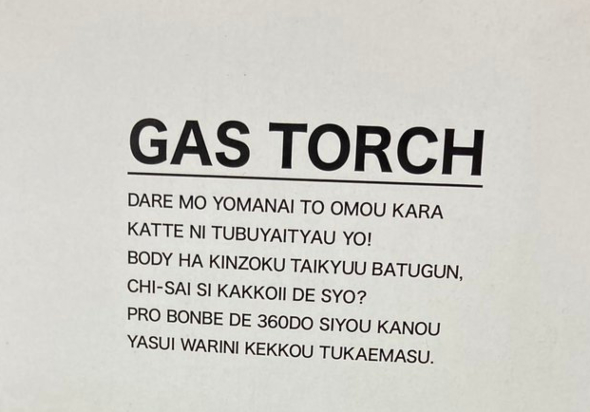 GAS TORCH
DARE MO YOMANAI TO OMOU KARA
KATTE NI TUBUYAITYAU YO!
BODY HA KINZOKU TAIKYUU BATUGUN,
CHI-SAI SI KAKKOII DE SYO?
PRO BONBE DE 360DO SIYOU KANOU
YASUI WARINI KEKKOU TUKAEMASU.